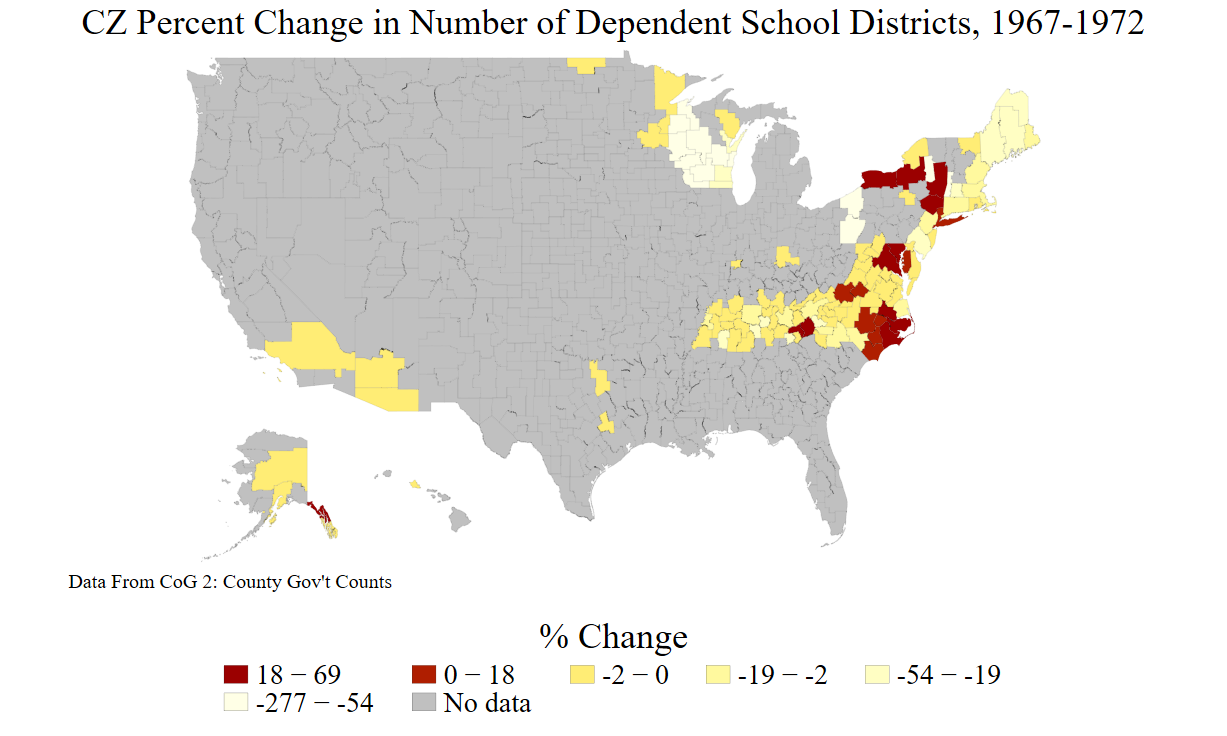 CZ Percent Change in Number of Dependent School Districts, 1967-1972
Data From CoG 2: County Gov't Counts
% Change
18 − 69 0 − 18 -2 − 0 -19 − -2 -54 − -19
-277 − -54 No data